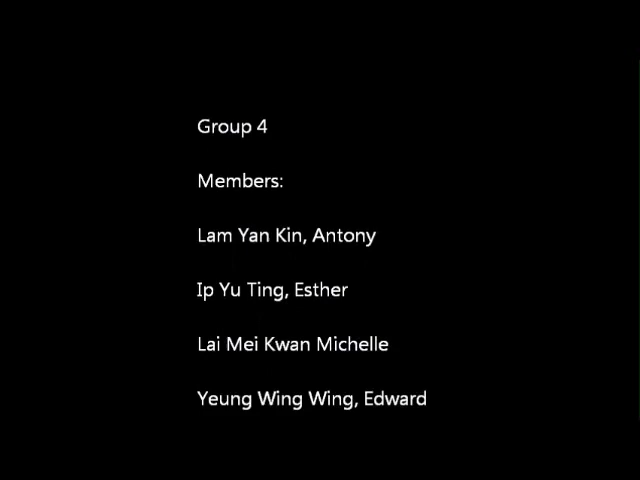 Group 4
Members:
Lam Yan Kin, Antony
Ip Yu Ting, Esther
Lai Mei Kwan Michelle
Yeung Wing Wing, Edward